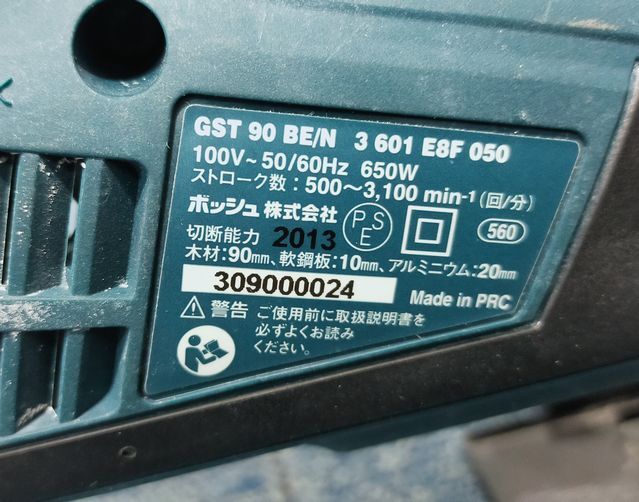 GST 90 BE/N 3 601 E8F 050
100V~50/60Hz 650W
ストローク数：500～3,100 min-¹(回/分)
ボッシュ株式会社 PSE 560
切断能力 2013
木材:90mm、軟鋼板:10mm、アルミニウム:20mm
309000024 Made in PRC
⚠ 警告 ご使用前に取扱説明書を
必ずよくお読み
ください。